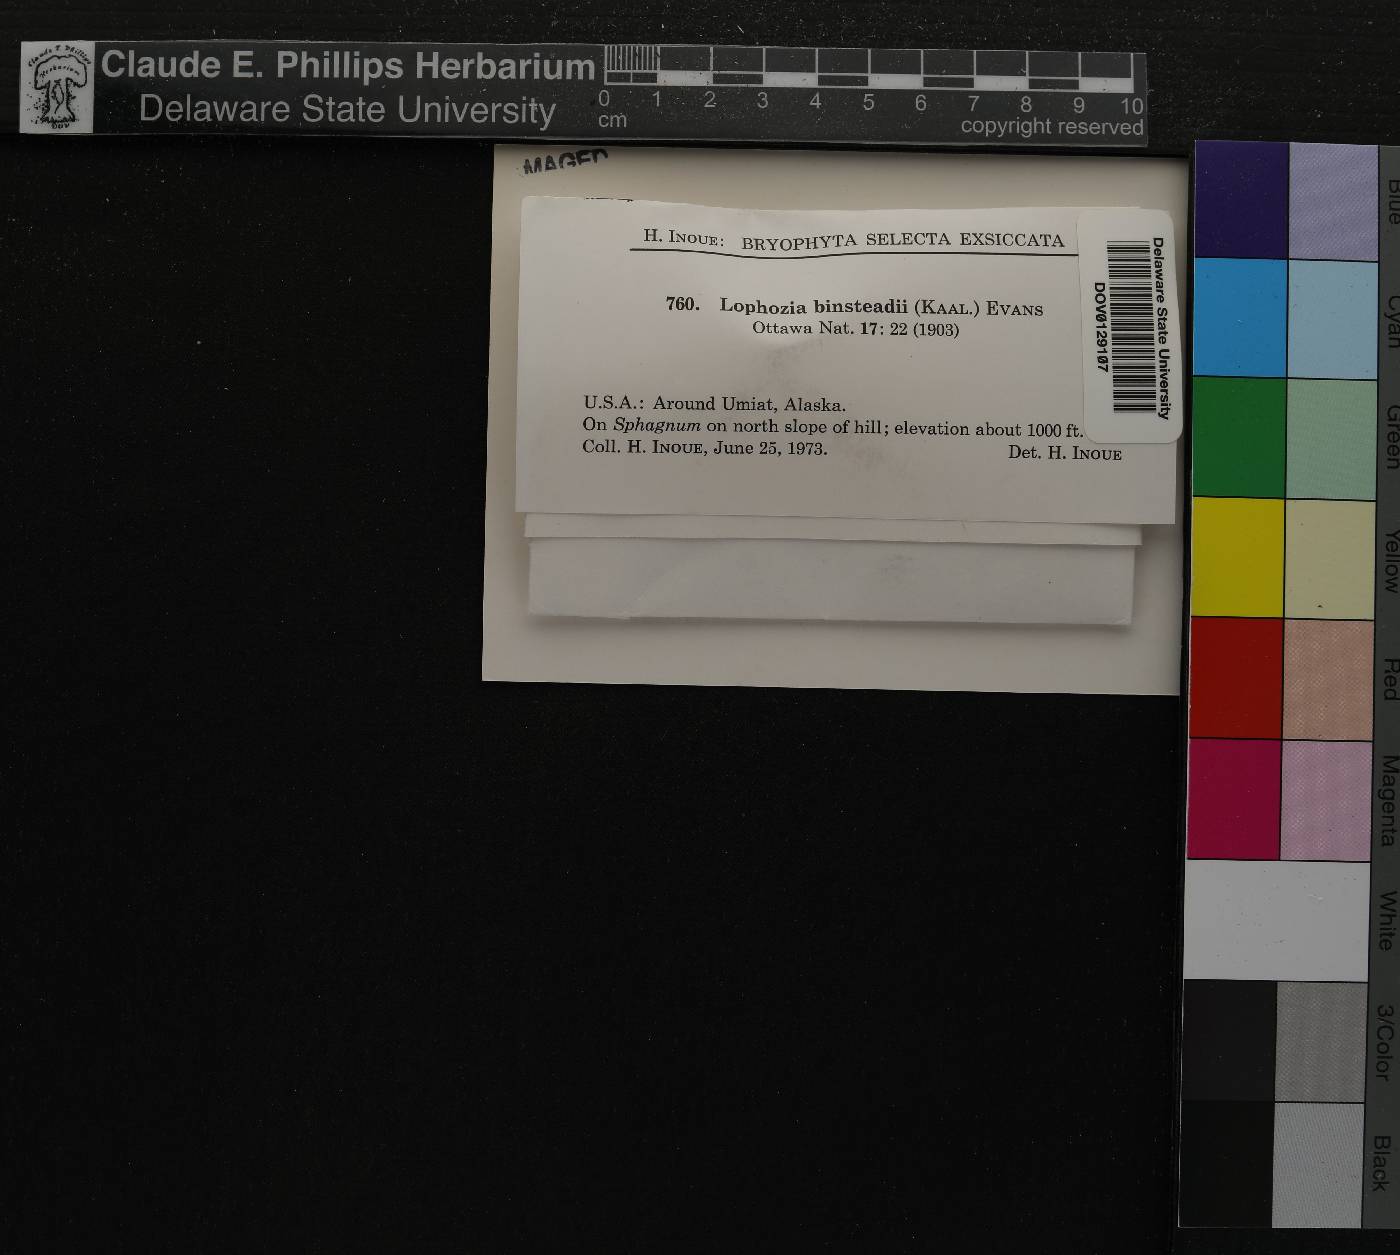 Claude E. Phillips Herbarium
Delaware State University
0 1 2 3 4 5 6 7 8 9 10
cm
copyright reserved
H. INOUE: BRYOPHYTA SELECTA EXSICCATA
760. Lophozia binsteadii (KAAL.) EVANS
Ottawa Nat. 17: 22 (1903)
U.S.A.: Around Umiat, Alaska.
On Sphagnum on north slope of hill; elevation about 1000 ft.
Coll. H. INOUE, June 25, 1973. Det. H. INOUE
Delaware State University
DOV0129107
Blue
Cyan
Green
Yellow
Red
Magenta
White
3/Color
Black